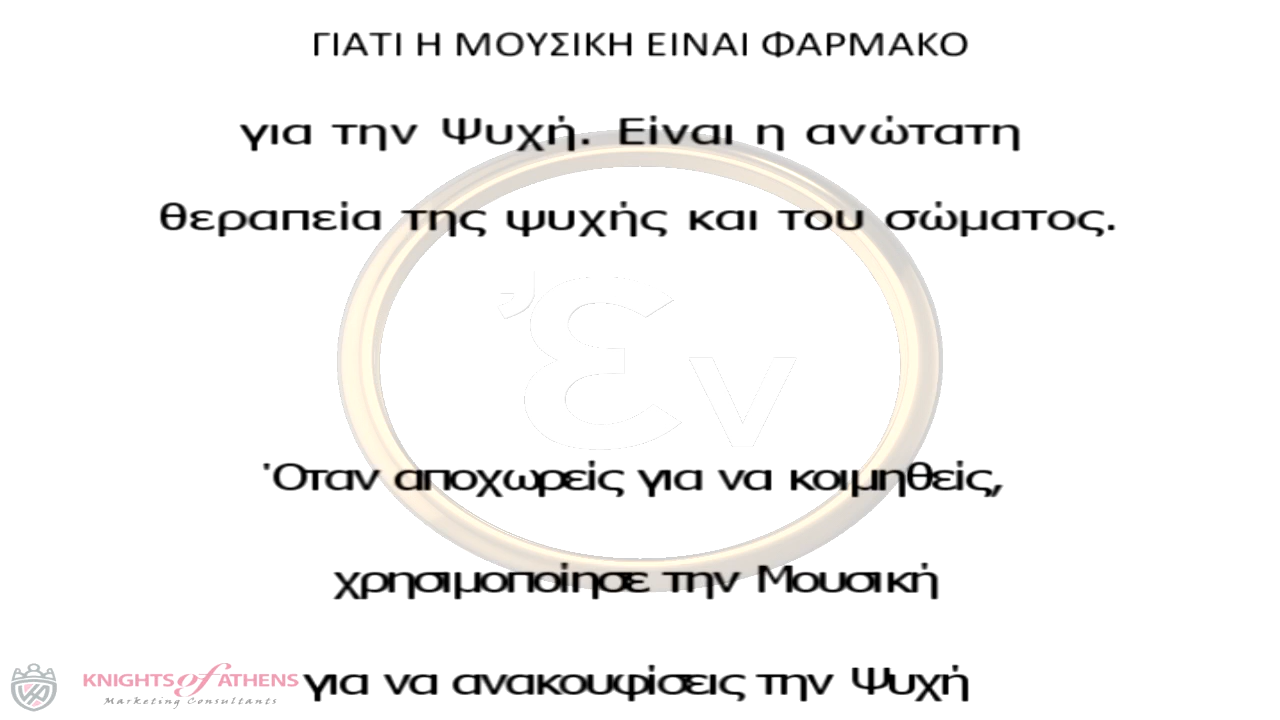 ΓΙΑΤΙ Η ΜΟΥΣΙΚΗ ΕΙΝΑΙ ΦΑΡΜΑΚΟ
για την Ψυχή. Είναι η ανώτατη
θεραπεία της ψυχής και του σώματος.
Έν
Όταν αποχωρείς για να κοιμηθείς,
χρησιμοποίησε την Μουσική
για να ανακουφίσεις την Ψυχή
KNIGHTS of ATHENS
Marketing Consultants